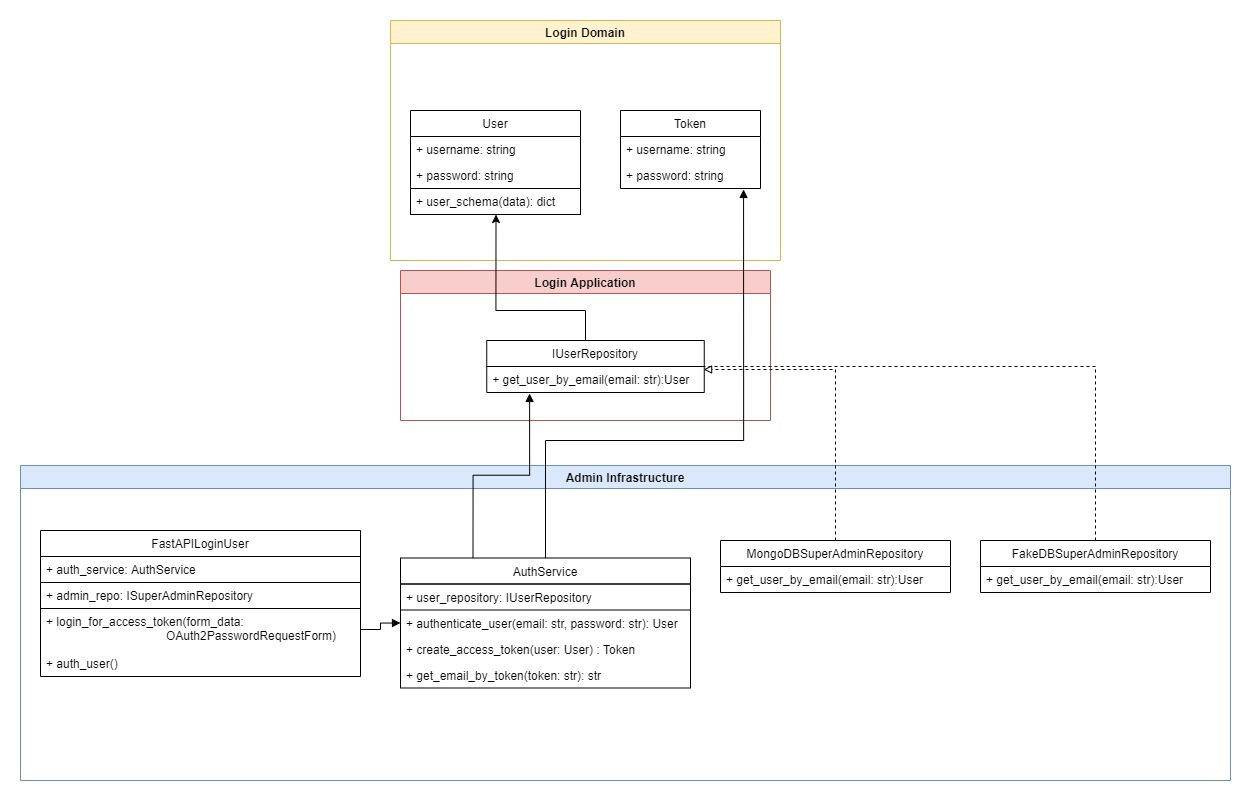 Login Domain
User
+ username: string
+ password: string
+ user_schema(data): dict
Token
+ username: string
+ password: string
Login Application
IUserRepository
+ get_user_by_email(email: str):User
Admin Infrastructure
FastAPILoginUser
+ auth_service: AuthService
+ admin_repo: ISuperAdminRepository
+ login_for_access_token(form_data:
OAuth2PasswordRequestForm)
+ auth_user()
AuthService
+ user_repository: IUserRepository
+ authenticate_user(email: str, password: str): User
+ create_access_token(user: User) : Token
+ get_email_by_token(token: str): str
MongoDBSuperAdminRepository
+ get_user_by_email(email: str):User
FakeDBSuperAdminRepository
+ get_user_by_email(email: str):User